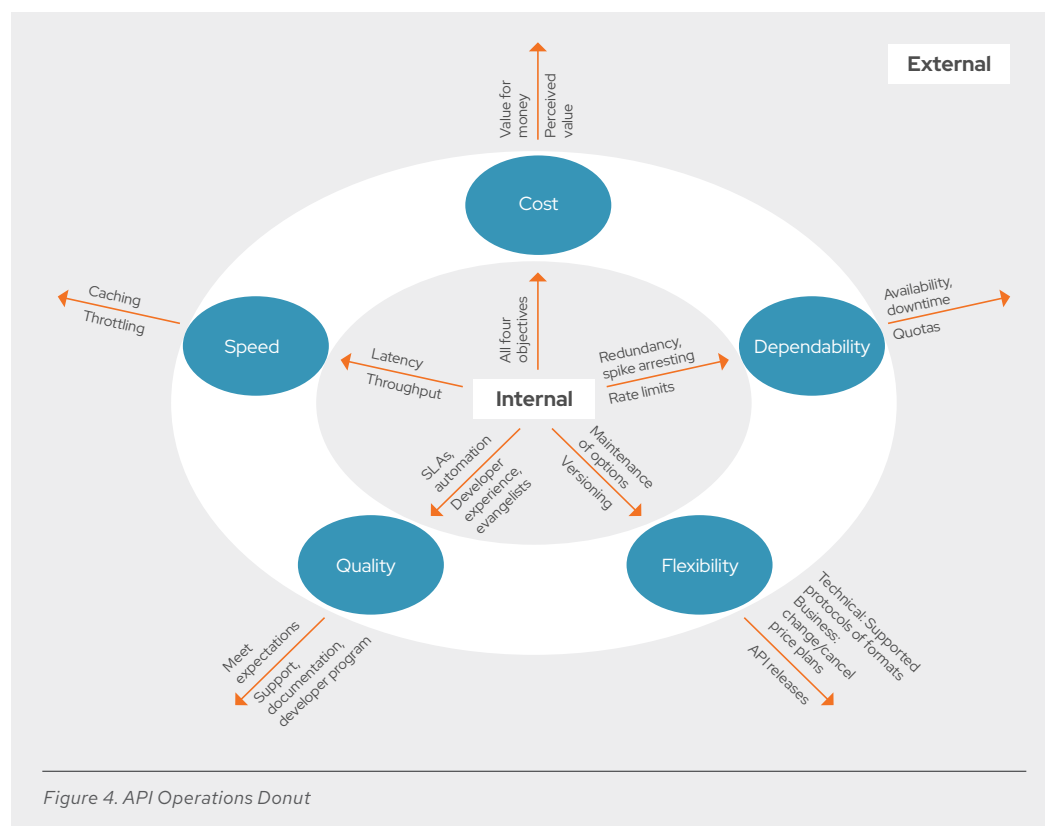 External
Value for
money
Perceived
value
Cost
Caching
Throttling
Speed
Availability,
downtime
Quotas
Dependability
All four
objectives
Latency
Throughput
Redundancy,
spike arresting
Rate limits
Internal
SLAs,
automation
Developer
experience,
evangelists
Maintenance
of options
Versioning
Quality
Flexibility
Meet
expectations
Support,
documentation,
developer program
Technical: Supported
protocols of formats
Business:
change/cancel
price plans
API releases
Figure 4. API Operations Donut